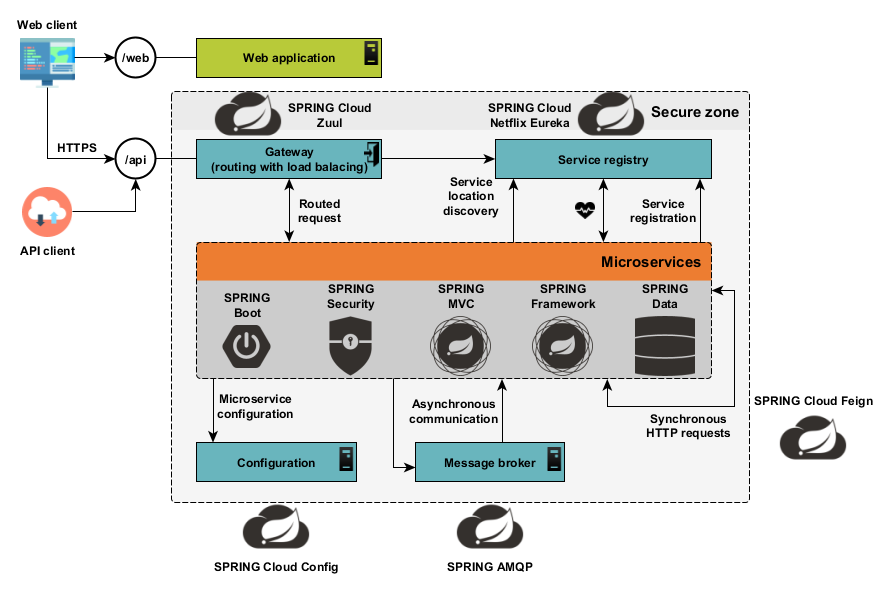 Web client
/web
Web application
SPRING Cloud
Zuul
SPRING Cloud
Netflix Eureka
Secure zone
HTTPS
/api
Gateway
(routing with load balacing)
Service registry
API client
Routed
request
Service
location
discovery
Service
registration
Microservices
SPRING
Boot
SPRING
Security
SPRING
MVC
SPRING
Framework
SPRING
Data
Microservice
configuration
Asynchronous
communication
Synchronous
HTTP requests
SPRING Cloud Feign
Configuration
Message broker
SPRING Cloud Config
SPRING AMQP